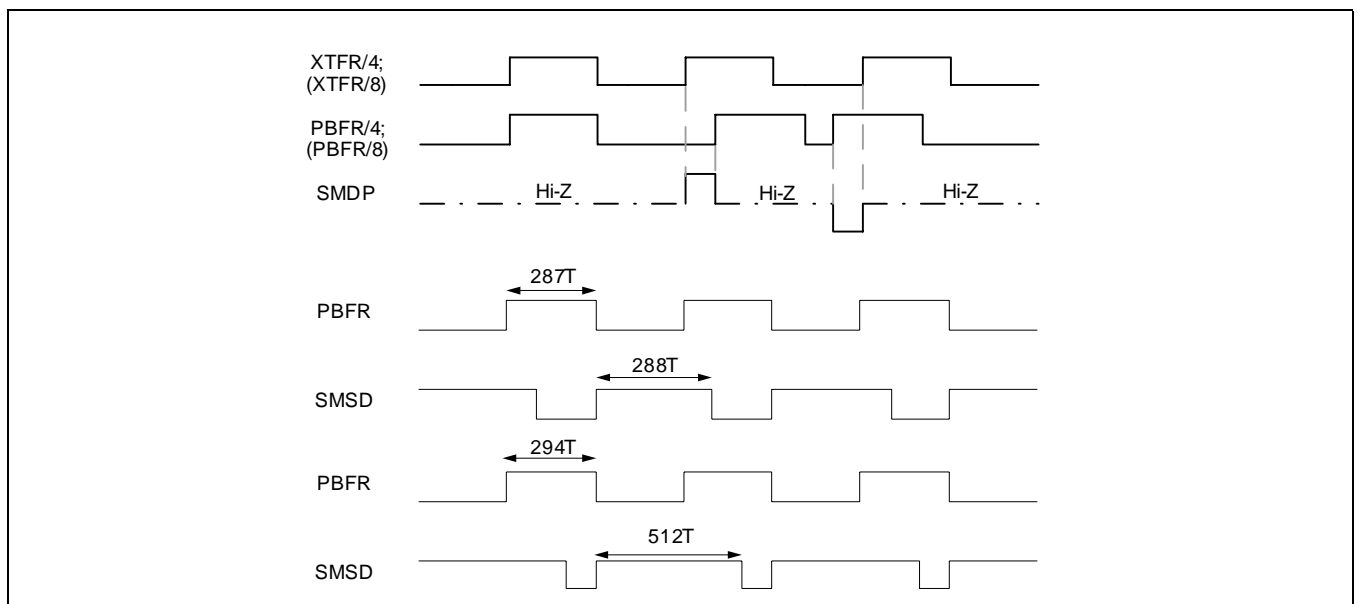 XTFR/4;
(XTFR/8)
PBFR/4;
(PBFR/8)
SMDP
Hi-Z
Hi-Z
Hi-Z
287T
PBFR
288T
SMSD
294T
PBFR
512T
SMSD